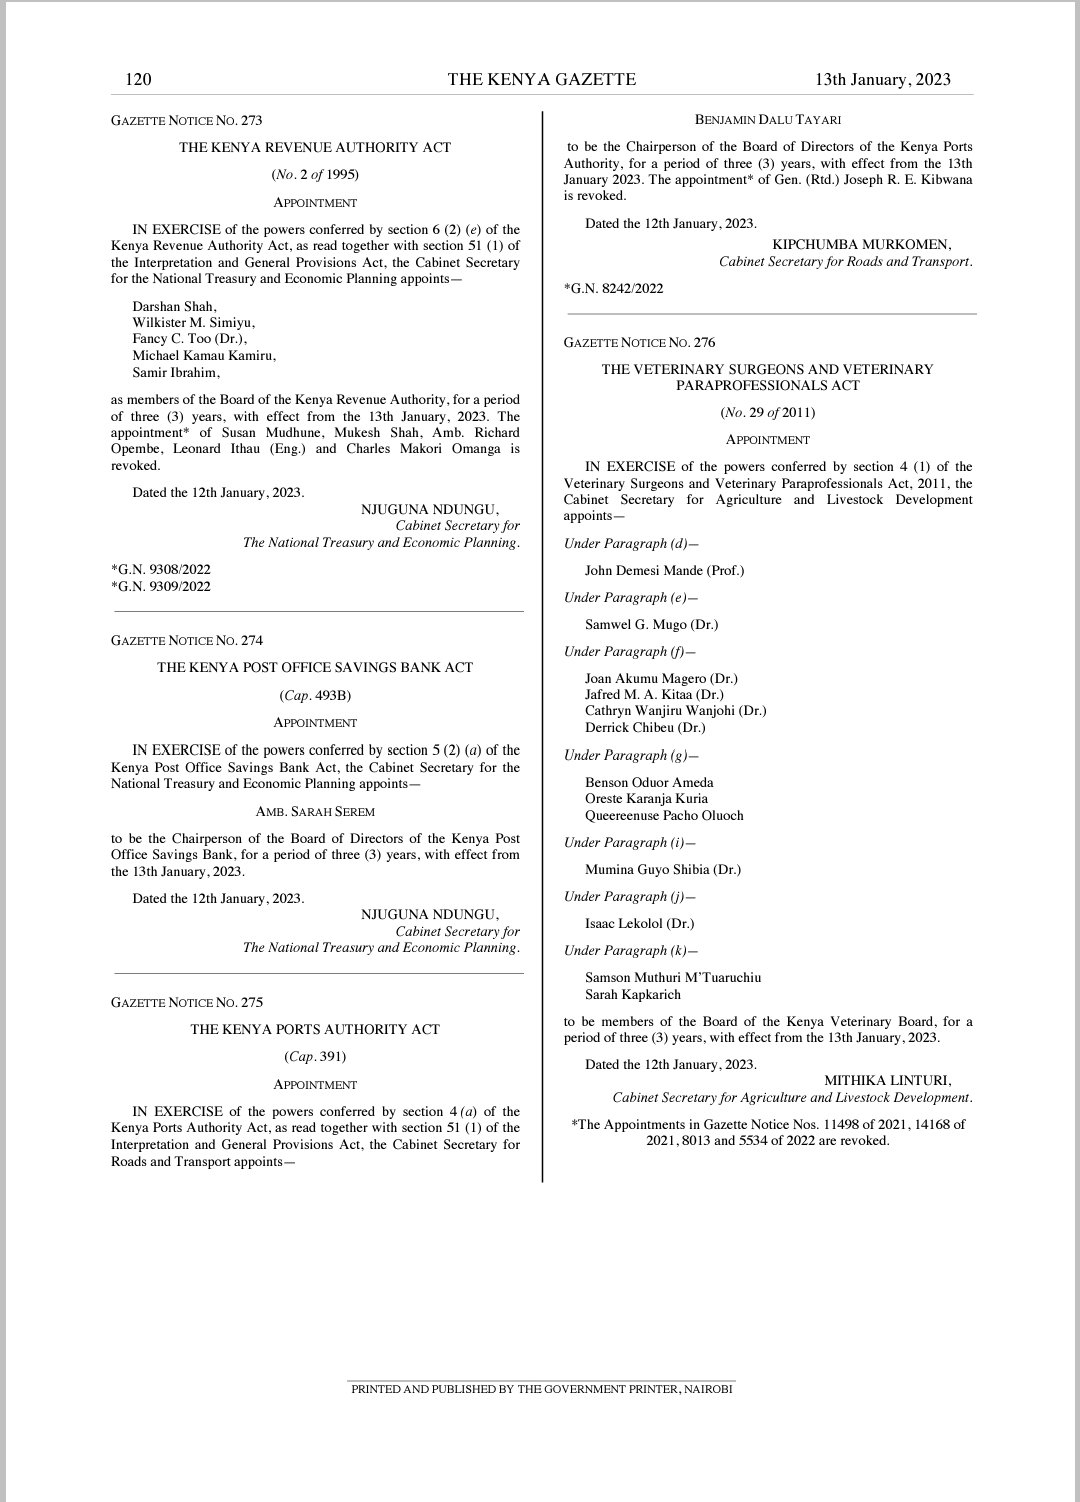 120 THE KENYA GAZETTE 13th January, 2023
GAZETTE NOTICE NO. 273
THE KENYA REVENUE AUTHORITY ACT
(No. 2 of 1995)
APPOINTMENT
IN EXERCISE of the powers conferred by section 6 (2) (e) of the
Kenya Revenue Authority Act, as read together with section 51 (1) of
the Interpretation and General Provisions Act, the Cabinet Secretary
for the National Treasury and Economic Planning appoints—
Darshan Shah,
Wilkister M. Simiyu,
Fancy C. Too (Dr.),
Michael Kamau Kamiru,
Samir Ibrahim,
as members of the Board of the Kenya Revenue Authority, for a period
of three (3) years, with effect from the 13th January, 2023. The
appointment* of Susan Mudhune, Mukesh Shah, Amb. Richard
Opembe, Leonard Ithau (Eng.) and Charles Makori Omanga is
revoked.
Dated the 12th January, 2023.
NJUGUNA NDUNGU,
Cabinet Secretary for
The National Treasury and Economic Planning.
*G.N. 9308/2022
*G.N. 9309/2022
GAZETTE NOTICE NO. 274
THE KENYA POST OFFICE SAVINGS BANK ACT
(Cap. 493B)
APPOINTMENT
IN EXERCISE of the powers conferred by section 5 (2) (a) of the
Kenya Post Office Savings Bank Act, the Cabinet Secretary for the
National Treasury and Economic Planning appoints—
AMB. SARAH SEREM
to be the Chairperson of the Board of Directors of the Kenya Post
Office Savings Bank, for a period of three (3) years, with effect from
the 13th January, 2023.
Dated the 12th January, 2023.
NJUGUNA NDUNGU,
Cabinet Secretary for
The National Treasury and Economic Planning.
GAZETTE NOTICE NO. 275
THE KENYA PORTS AUTHORITY ACT
(Cap. 391)
APPOINTMENT
IN EXERCISE of the powers conferred by section 4 (a) of the
Kenya Ports Authority Act, as read together with section 51 (1) of the
Interpretation and General Provisions Act, the Cabinet Secretary for
Roads and Transport appoints—
BENJAMIN DALU TAYARI
to be the Chairperson of the Board of Directors of the Kenya Ports
Authority, for a period of three (3) years, with effect from the 13th
January 2023. The appointment* of Gen. (Rtd.) Joseph R. E. Kibwana
is revoked.
Dated the 12th January, 2023.
KIPCHUMBA MURKOMEN,
Cabinet Secretary for Roads and Transport.
*G.N. 8242/2022
GAZETTE NOTICE NO. 276
THE VETERINARY SURGEONS AND VETERINARY
PARAPROFESSIONALS ACT
(No. 29 of 2011)
APPOINTMENT
IN EXERCISE of the powers conferred by section 4 (1) of the
Veterinary Surgeons and Veterinary Paraprofessionals Act, 2011, the
Cabinet Secretary for Agriculture and Livestock Development
appoints—
Under Paragraph (d)—
John Demesi Mande (Prof.)
Under Paragraph (e)—
Samwel G. Mugo (Dr.)
Under Paragraph (f)—
Joan Akumu Magero (Dr.)
Jafred M. A. Kitaa (Dr.)
Cathryn Wanjiru Wanjohi (Dr.)
Derrick Chibeu (Dr.)
Under Paragraph (g)—
Benson Oduor Ameda
Oreste Karanja Kuria
Queereenuse Pacho Oluoch
Under Paragraph (i)—
Mumina Guyo Shibia (Dr.)
Under Paragraph (j)—
Isaac Lekolol (Dr.)
Under Paragraph (k)—
Samson Muthuri M'Tuaruchiu
Sarah Kapkarich
to be members of the Board of the Kenya Veterinary Board, for a
period of three (3) years, with effect from the 13th January, 2023.
Dated the 12th January, 2023.
MITHIKA LINTURI,
Cabinet Secretary for Agriculture and Livestock Development.
*The Appointments in Gazette Notice Nos. 11498 of 2021, 14168 of
2021, 8013 and 5534 of 2022 are revoked.
PRINTED AND PUBLISHED BY THE GOVERNMENT PRINTER, NAIROBI